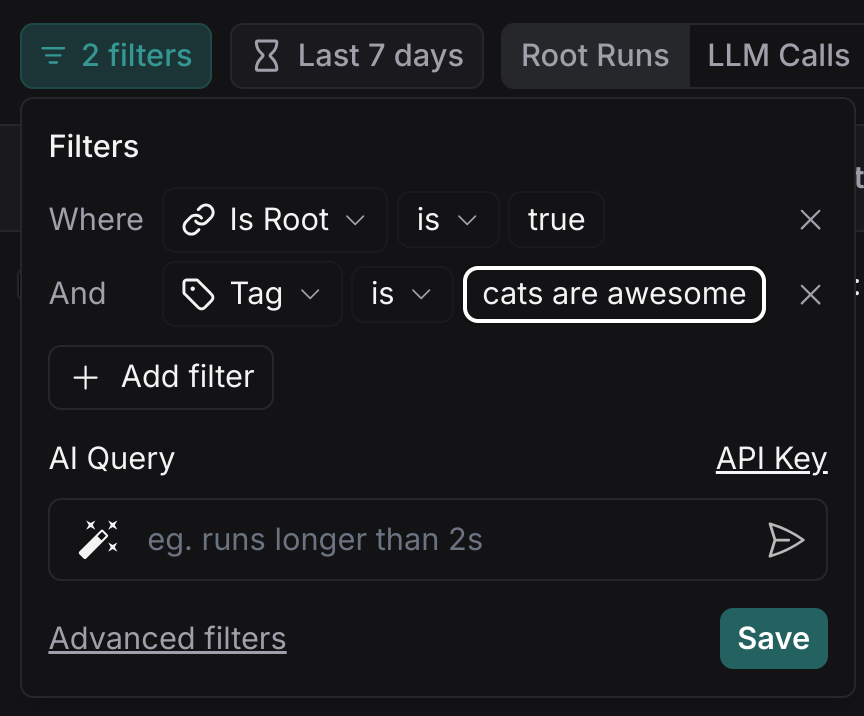 2 filters Last 7 days Root Runs LLM Calls
Filters
Where Is Root is true
And Tag is cats are awesome
Add filter
AI Query API Key
eg. runs longer than 2s
Advanced filters Save